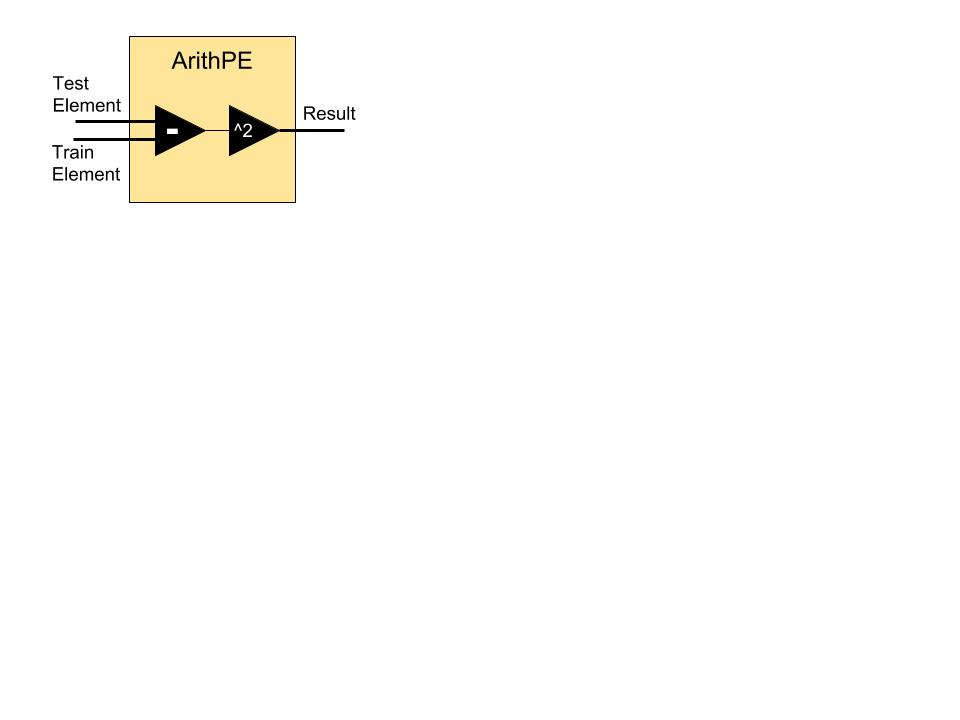 ArithPE
Test
Element
-
^2
Result
Train
Element